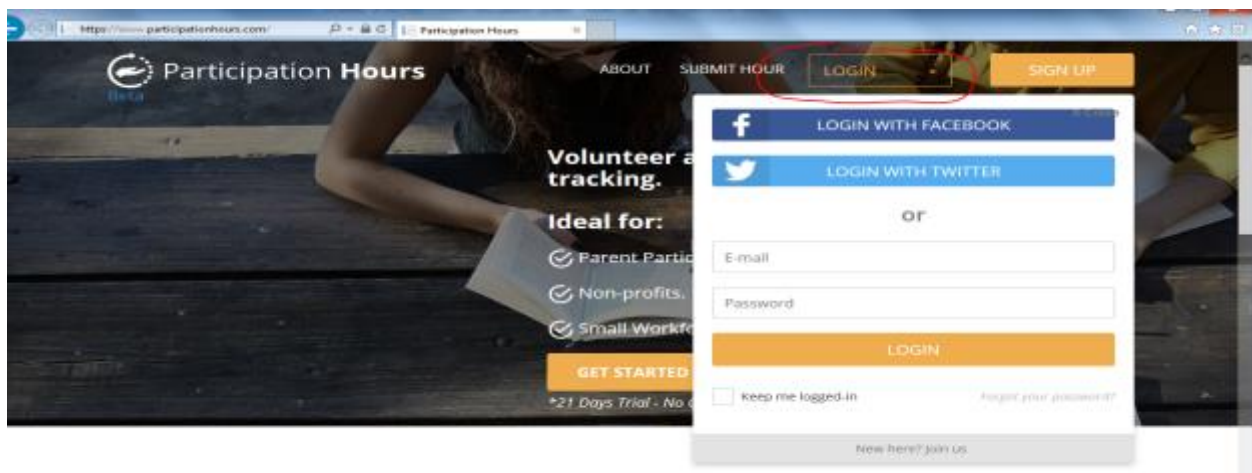 https://www.participationhours.com/
Participation Hours
Participation Hours
Beta
ABOUT
SUBMIT HOUR
LOGIN
SIGN UP
LOGIN WITH FACEBOOK
LOGIN WITH TWITTER
or
E-mail
Password
LOGIN
Keep me logged-in
Forgot your password?
New here? Join us
Volunteer a
tracking.
Ideal for:
Parent Partic
Non-profits.
Small Workfo
GET STARTED
*21 Days Trial - No